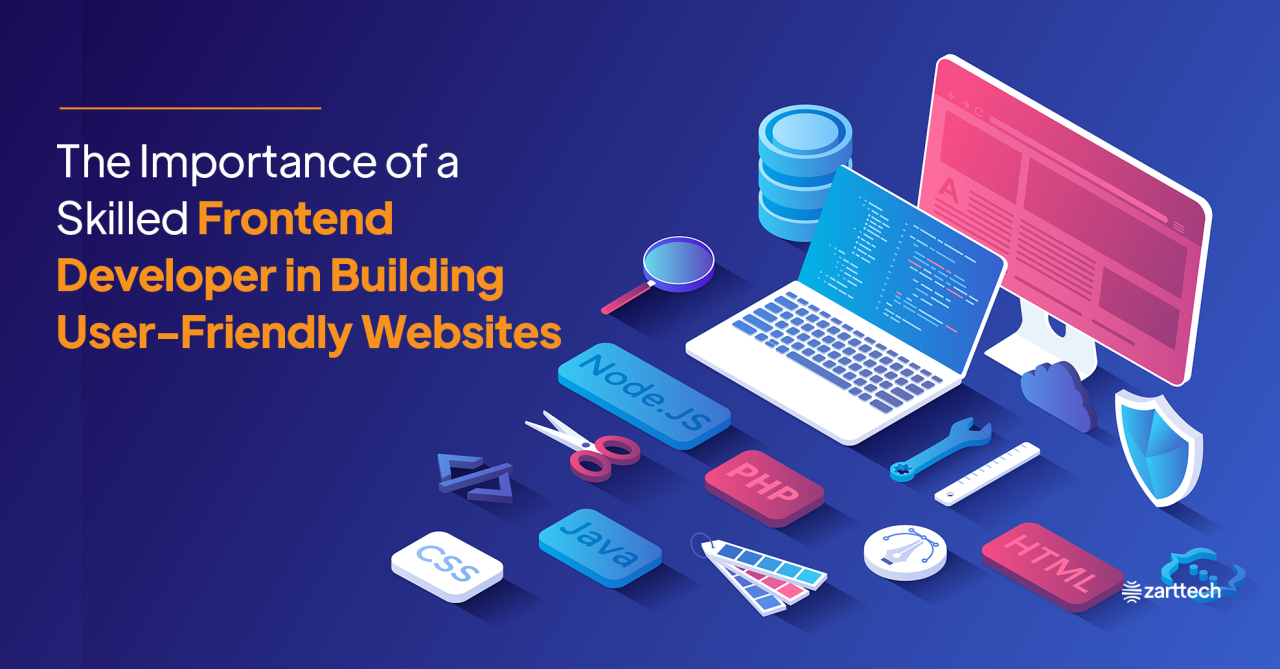 The Importance of a
Skilled Frontend
Developer in Building
User-Friendly Websites
A
Node.JS
PHP
Java
CSS
HTML
zarttech